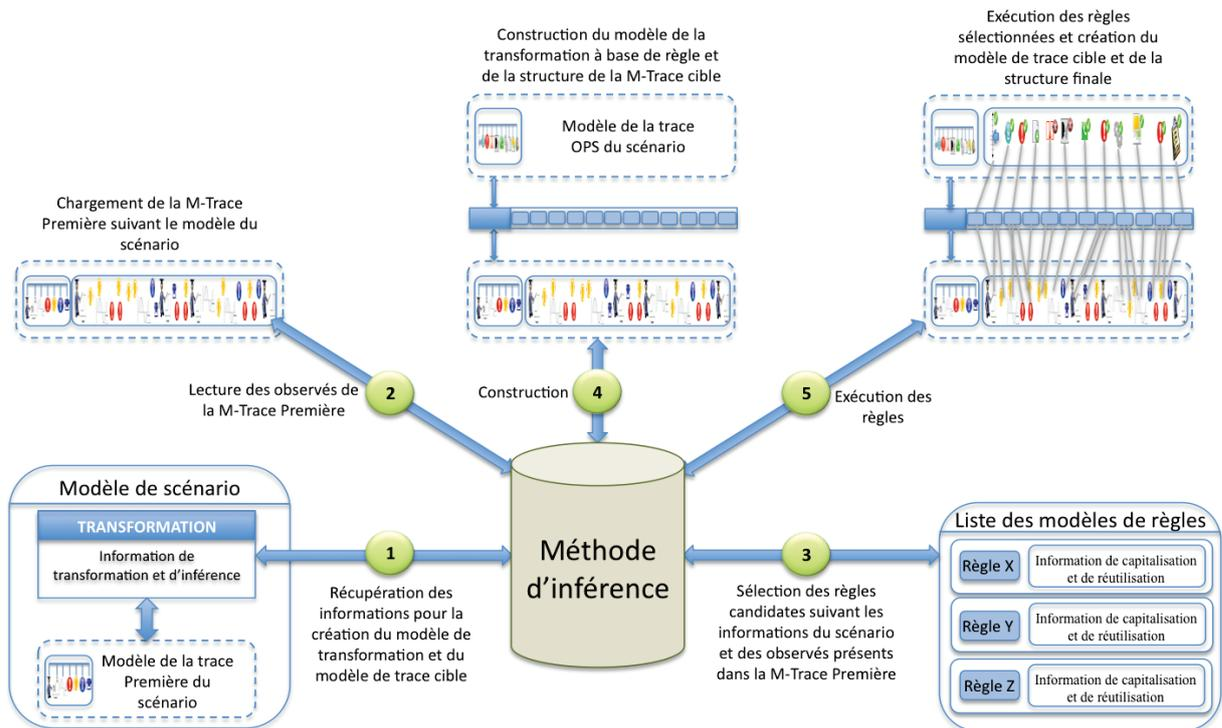 Construction du modèle de la
transformation à base de règle et
de la structure de la M-Trace cible
Exécution des règles
sélectionnées et création du
modèle de trace cible et de la
structure finale
Modèle de la trace
OPS du scénario
Chargement de la M-Trace
Première suivant le modèle du
scénario
Lecture des observés de
la M-Trace Première
2
Construction
4
5
Exécution des
règles
Modèle de scénario
TRANSFORMATION
Information de
transformation et d'inférence
Modèle de la trace
Première du
scénario
1
Récupération des
informations pour la
création du modèle de
transformation et du
modèle de trace cible
Méthode
d'inférence
3
Sélection des règles
candidates suivant les
informations du scénario
et des observés présents
dans la M-Trace Première
Liste des modèles de règles
Règle X
Information de capitalisation
et de réutilisation
Règle Y
Information de capitalisation
et de réutilisation
Règle Z
Information de capitalisation
et de réutilisation